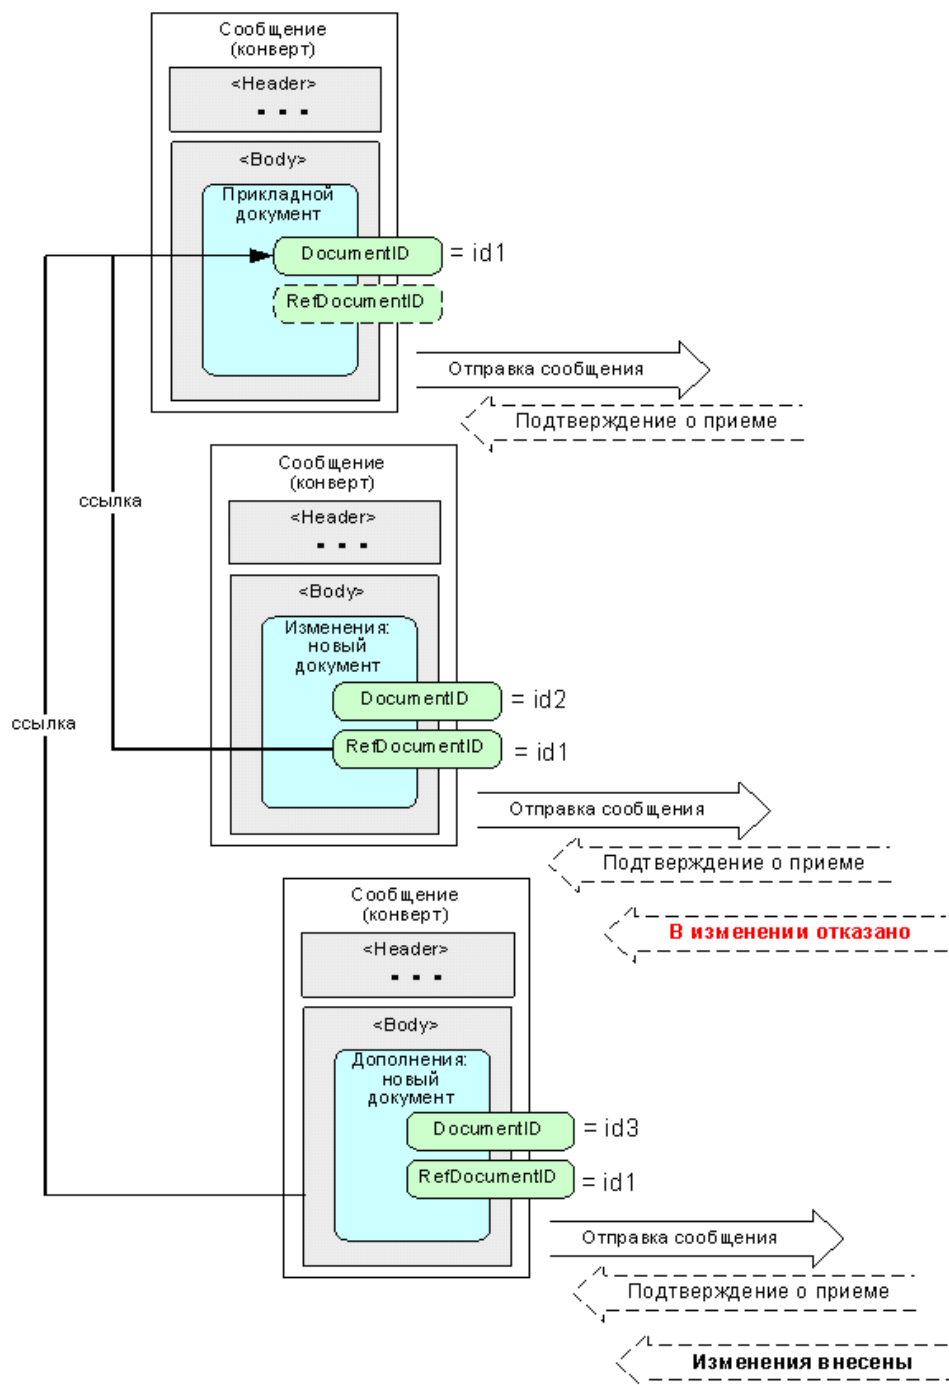 Сообщение
(конверт)
<Header>
- - -
<Body>
Прикладной
документ
DocumentID
= id1
RefDocumentID
Отправка сообщения
Подтверждение о приеме
Сообщение
(конверт)
ссылка
<Header>
- - -
<Body>
Изменения:
новый
документ
DocumentID
= id2
ссылка
RefDocumentID
= id1
Отправка сообщения
Подтверждение о приеме
Сообщение
(конверт)
В изменении отказано
<Header>
- - -
<Body>
Дополнения:
новый
документ
DocumentID
= id3
RefDocumentID
= id1
Отправка сообщения
Подтверждение о приеме
Изменения внесены